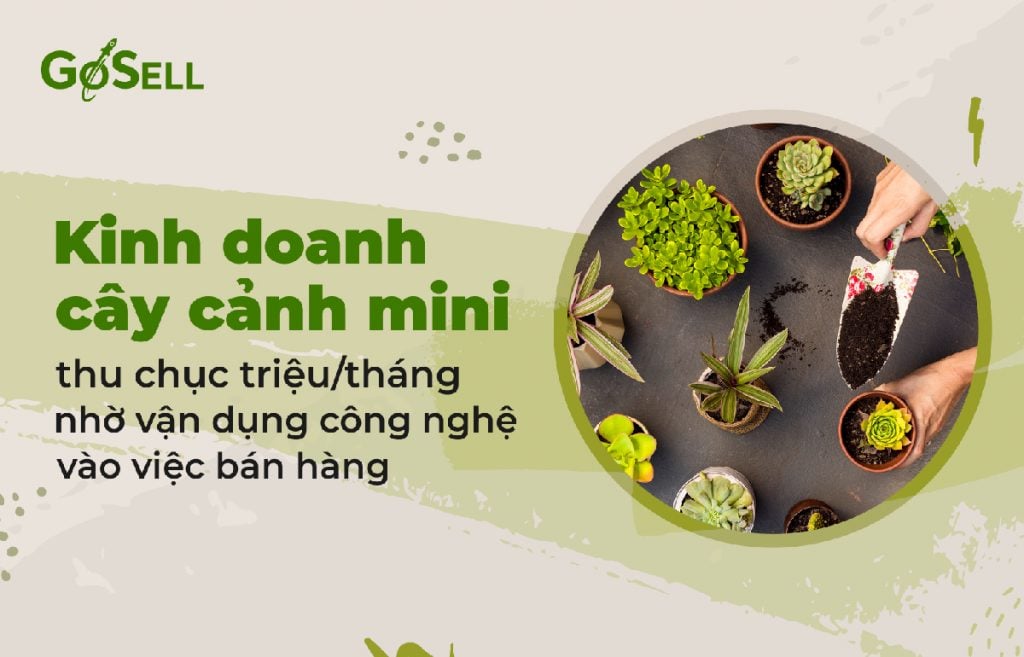 GoSELL
Kinh doanh
cây cảnh mini
thu chục triệu/tháng
nhờ vận dụng công nghệ
vào việc bán hàng